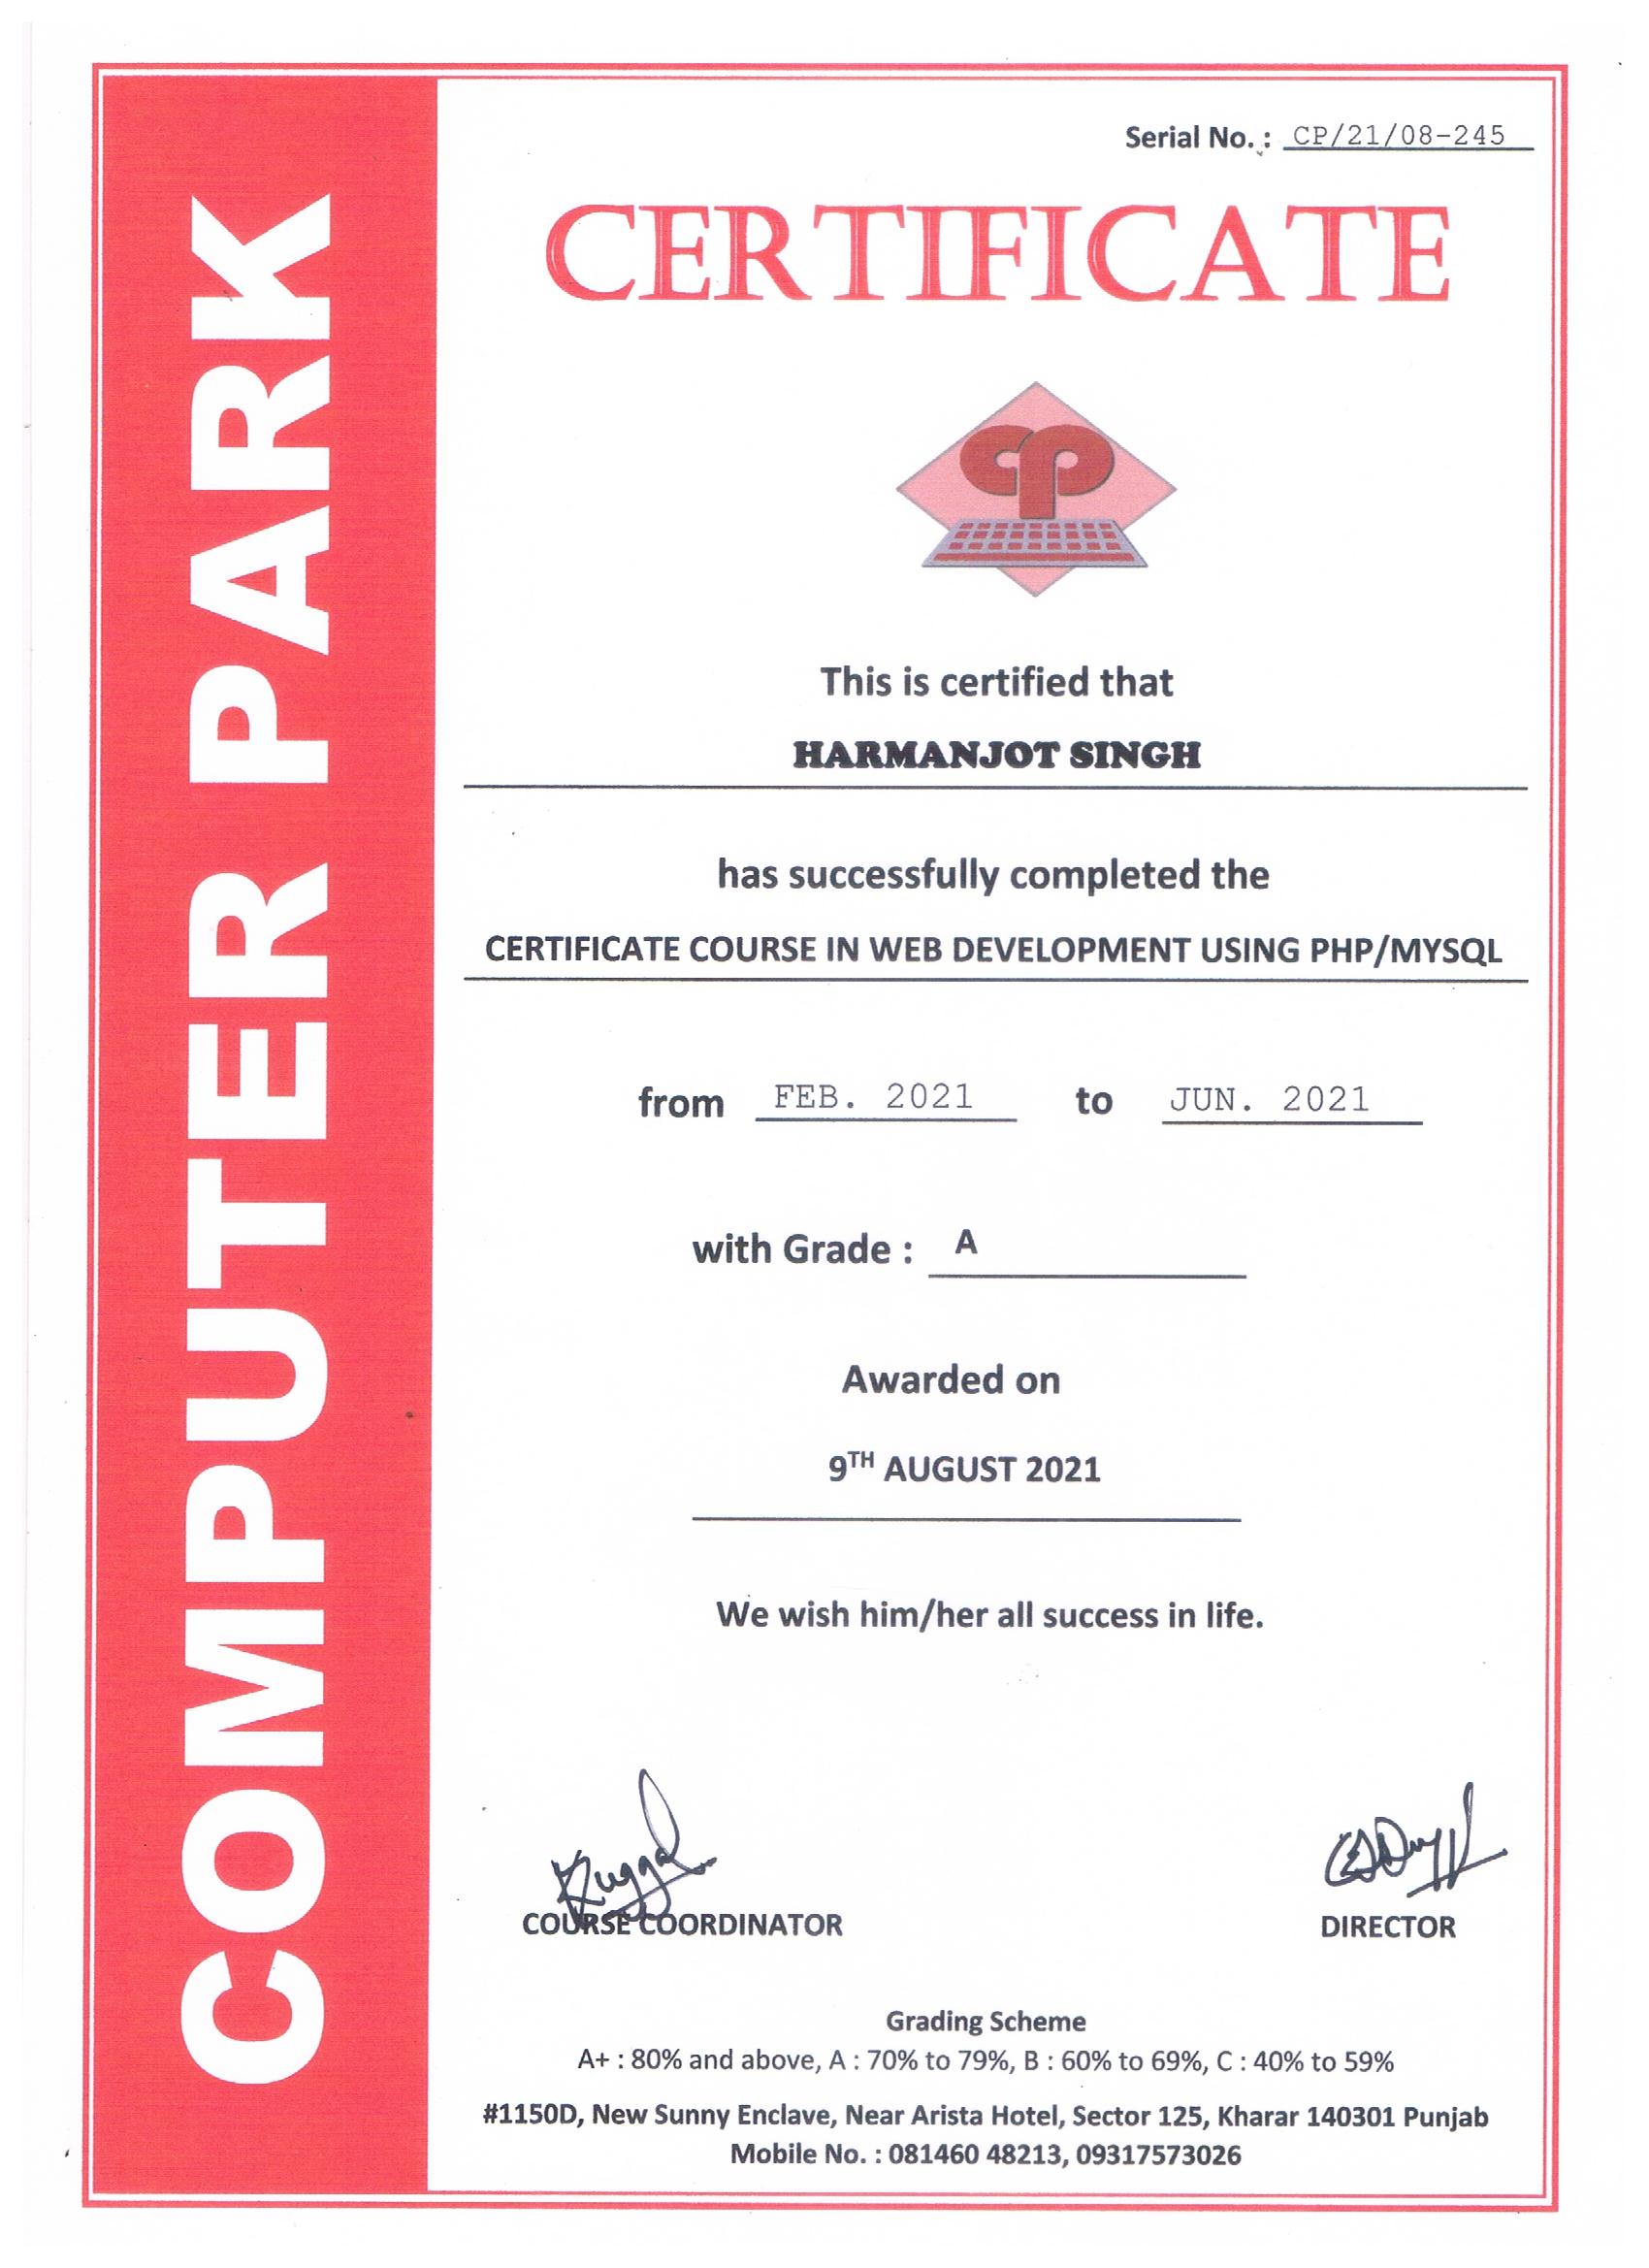 Serial No. : CP/21/08-245
CERTIFICATE
COMPUTER PARK
cp
This is certified that
HARMANJOT SINGH
has successfully completed the
CERTIFICATE COURSE IN WEB DEVELOPMENT USING PHP/MYSQL
from FEB. 2021 to JUN. 2021
with Grade : A
Awarded on
9TH AUGUST 2021
We wish him/her all success in life.
COURSE COORDINATOR DIRECTOR
Grading Scheme
A+ : 80% and above, A : 70% to 79%, B : 60% to 69%, C : 40% to 59%
#1150D, New Sunny Enclave, Near Arista Hotel, Sector 125, Kharar 140301 Punjab
Mobile No. : 081460 48213, 09317573026